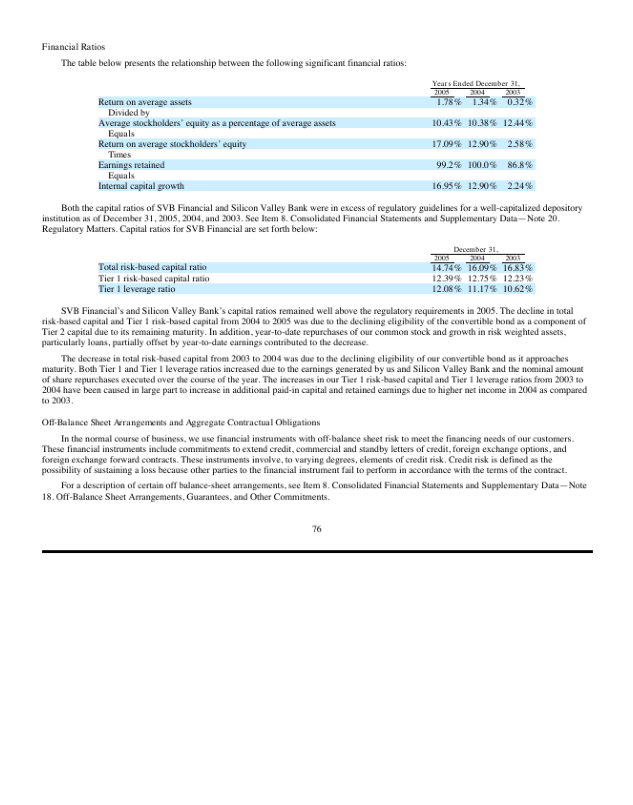 Financial Ratios
The table below presents the relationship between the following significant financial ratios:
Years Ended December 31,
2005 2004 2003
Return on average assets 1.78% 1.34% 0.32%
Divided by
Average stockholders' equity as a percentage of average assets 10.43% 10.38% 12.44%
Equals
Return on average stockholders' equity 17.09% 12.90% 2.58%
Times
Earnings retained 99.2% 100.0% 86.8%
Equals
Internal capital growth 16.95% 12.90% 2.24%
Both the capital ratios of SVB Financial and Silicon Valley Bank were in excess of regulatory guidelines for a well-capitalized depository
institution as of December 31, 2005, 2004, and 2003. See Item 8. Consolidated Financial Statements and Supplementary Data—Note 20.
Regulatory Matters. Capital ratios for SVB Financial are set forth below:
December 31,
2005 2004 2003
Total risk-based capital ratio 14.74% 16.09% 16.83%
Tier 1 risk-based capital ratio 12.39% 12.75% 12.23%
Tier 1 leverage ratio 12.08% 11.17% 10.62%
SVB Financial's and Silicon Valley Bank's capital ratios remained well above the regulatory requirements in 2005. The decline in total
risk-based capital and Tier 1 risk-based capital from 2004 to 2005 was due to the declining eligibility of the convertible bond as a component of
Tier 2 capital due to its remaining maturity. In addition, year-to-date repurchases of our common stock and growth in risk weighted assets,
particularly loans, partially offset by year-to-date earnings contributed to the decrease.
The decrease in total risk-based capital from 2003 to 2004 was due to the declining eligibility of our convertible bond as it approaches
maturity. Both Tier 1 and Tier 1 leverage ratios increased due to the earnings generated by us and Silicon Valley Bank and the nominal amount
of share repurchases executed over the course of the year. The increases in our Tier 1 risk-based capital and Tier 1 leverage ratios from 2003 to
2004 have been caused in large part to increase in additional paid-in capital and retained earnings due to higher net income in 2004 as compared
to 2003.
Off-Balance Sheet Arrangements and Aggregate Contractual Obligations
In the normal course of business, we use financial instruments with off-balance sheet risk to meet the financing needs of our customers.
These financial instruments include commitments to extend credit, commercial and standby letters of credit, foreign exchange options, and
foreign exchange forward contracts. These instruments involve, to varying degrees, elements of credit risk. Credit risk is defined as the
possibility of sustaining a loss because other parties to the financial instrument fail to perform in accordance with the terms of the contract.
For a description of certain off balance-sheet arrangements, see Item 8. Consolidated Financial Statements and Supplementary Data—Note
18. Off-Balance Sheet Arrangements, Guarantees, and Other Commitments.
76